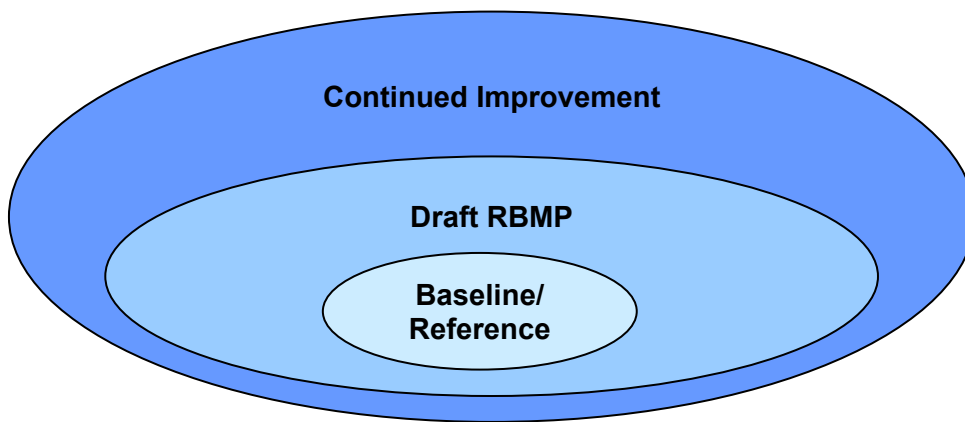 Continued Improvement
Draft RBMP
Baseline/
Reference